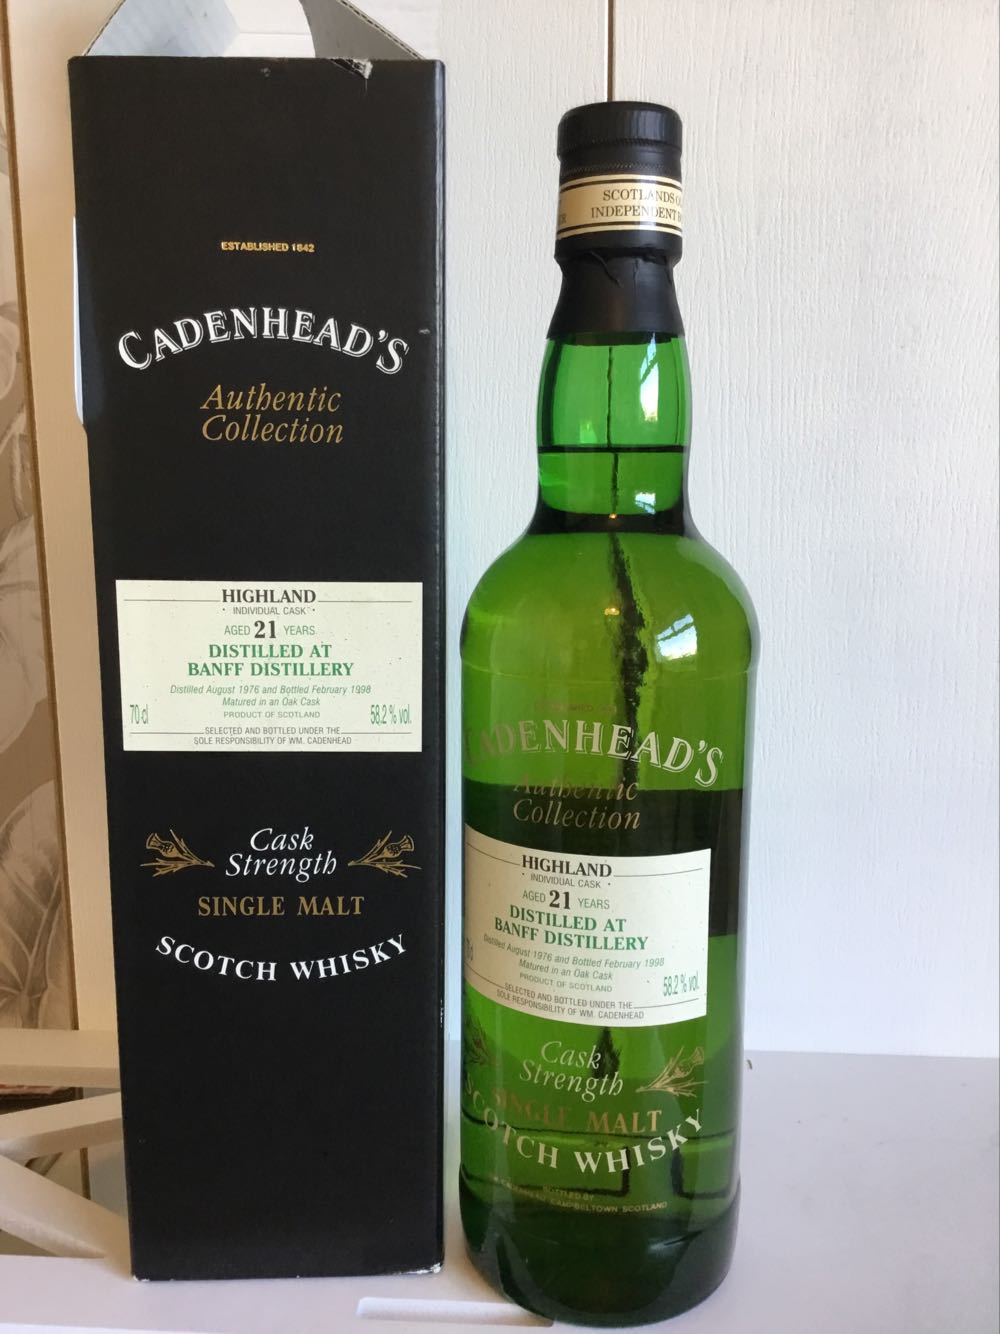 ESTABLISHED 1842
CADENHEAD'S
Authentic
Collection
HIGHLAND
INDIVIDUAL CASK
AGED 21 YEARS
DISTILLED AT
BANFF DISTILLERY
Distilled August 1976 and Bottled February 1998
Matured in an Oak Cask
70 cl PRODUCT OF SCOTLAND 58.2 % vol.
SELECTED AND BOTTLED UNDER THE
SOLE RESPONSIBILITY OF WM. CADENHEAD
Cask
Strength
SINGLE MALT
SCOTCH WHISKY
SCOTLANDS
INDEPENDENT
CADENHEAD'S
Authentic
Collection
HIGHLAND
INDIVIDUAL CASK
AGED 21 YEARS
DISTILLED AT
BANFF DISTILLERY
Distilled August 1976 and Bottled February 1998
Matured in an Oak Cask
PRODUCT OF SCOTLAND 58.2 % vol.
SELECTED AND BOTTLED UNDER THE
SOLE RESPONSIBILITY OF WM. CADENHEAD
Cask
Strength
SINGLE MALT
SCOTCH WHISKY
BOTTLED BY
CADENHEAD, CAMPBELTOWN SCOTLAND